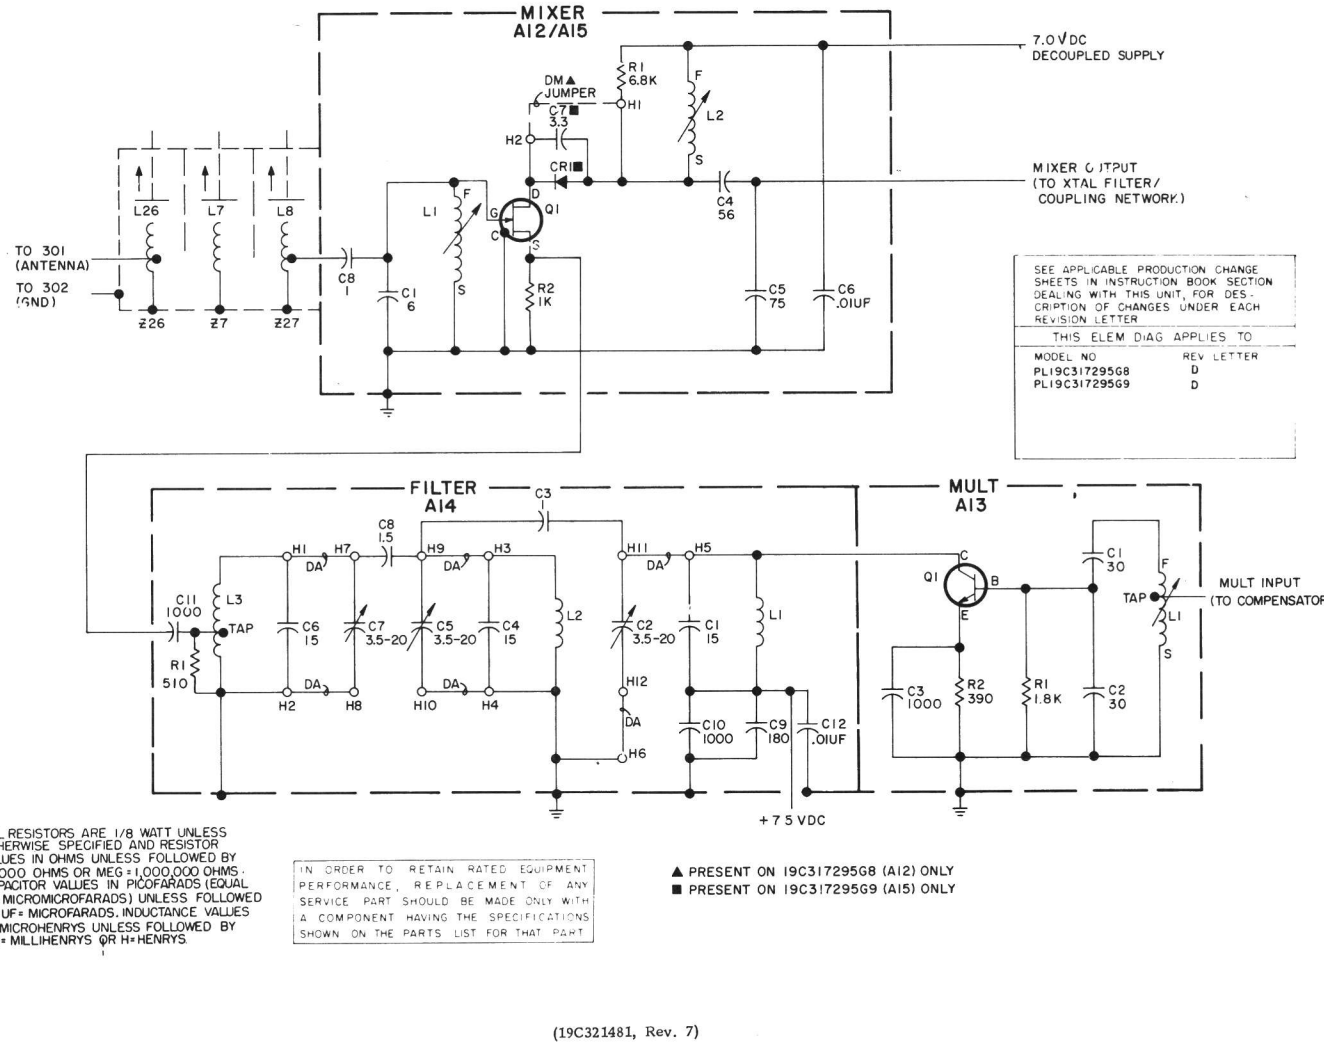 MIXER
A12/A15
7.0 VDC
DECOUPLED SUPPLY
R1
6.8K
F
DM▲
JUMPER
H1
C7■
3.3
L2
H2
S
CR1■
MIXER
(TO XTAL FILTER/
COUPLING NETWORK)
L26
L7
L8
D
F
L1
G
Q1
C4
56
C
S
TO 301
(ANTENNA)
C8
1
TO 302
(GND)
S
C1
6
R2
1K
C5
75
C6
.01UF
Z26
Z7
Z27
SEE APPLICABLE PRODUCTION CHANGE
SHEETS IN INSTRUCTION BOOK SECTION
DEALING WITH THIS UNIT, FOR DES-
CRIPTION OF CHANGES UNDER EACH
REVISION LETTER
THIS ELEM DIAG APPLIES TO
MODEL NO REV LETTER
PL19C317295G8 D
PL19C317295G9 D
FILTER
A14
C3
1
MULT
A13
C8
1.5
H1
DA
H7
H9
DA
H3
H11
DA
H5
C
C1
30
F
Q1
B
TAP
L1
MULT INPUT
(TO COMPENSATOR
C11
1000
L3
TAP
E
C6
15
C7
3.5-20
C5
3.5-20
C4
15
L2
C2
3.5-20
C1
15
L1
S
R1
510
DA
H2
H8
DA
H10
H4
H12
DA
H6
C3
1000
R2
390
R1
1.8K
C2
30
C10
1000
C9
180
C12
.01UF
+7 5 VDC
L RESISTORS ARE 1/8 WATT UNLESS
HERWISE SPECIFIED AND RESISTOR
LUES IN OHMS UNLESS FOLLOWED BY
000 OHMS OR MEG = 1,000,000 OHMS.
PACITOR VALUES IN PICOFARADS (EQUAL
MICROMICROFARADS) UNLESS FOLLOWED
UF= MICROFARADS. INDUCTANCE VALUES
MICROHENRYS UNLESS FOLLOWED BY
= MILLIHENRYS OR H=HENRYS.
IN ORDER TO RETAIN RATED EQUIPMENT
PERFORMANCE, REPLACEMENT OF ANY
SERVICE PART SHOULD BE MADE ONLY WITH
A COMPONENT HAVING THE SPECIFICATIONS
SHOWN ON THE PARTS LIST FOR THAT PART
▲ PRESENT ON 19C317295G8 (A12) ONLY
■ PRESENT ON 19C317295G9 (A15) ONLY
(19C321481, Rev. 7)